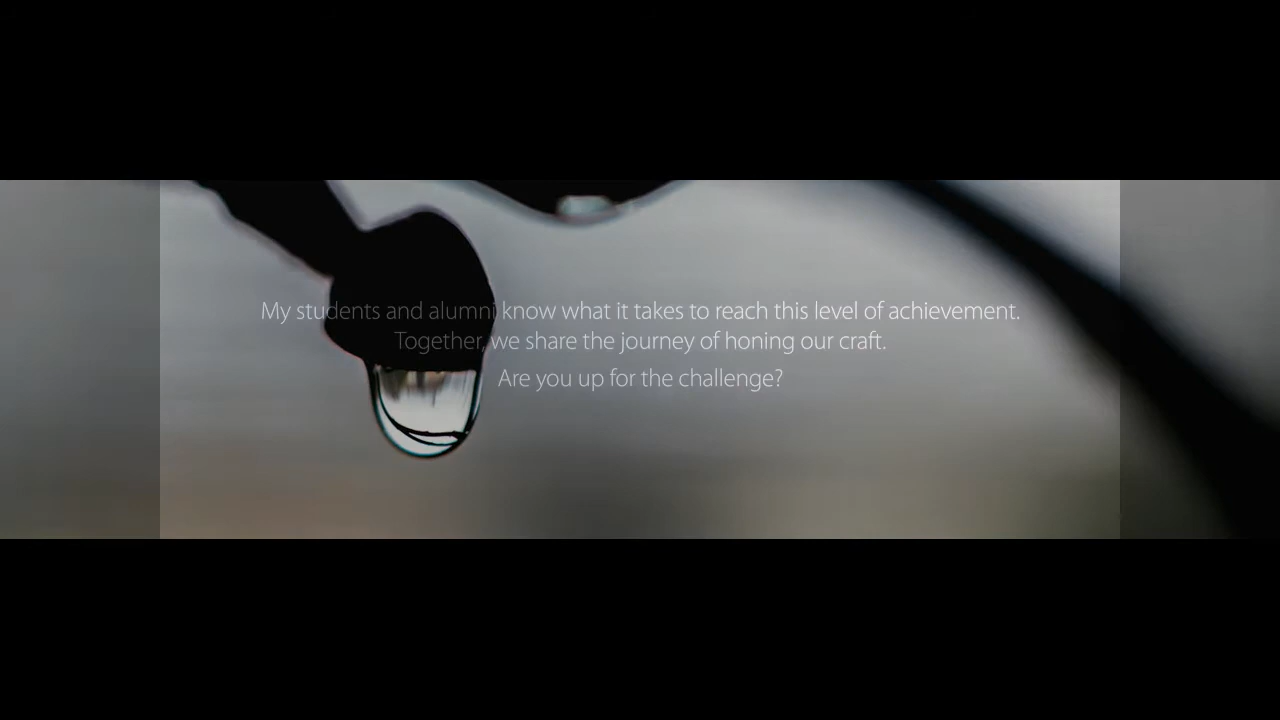 My students and alumni know what it takes to reach this level of achievement.
Together, we share the journey of honing our craft.
Are you up for the challenge?